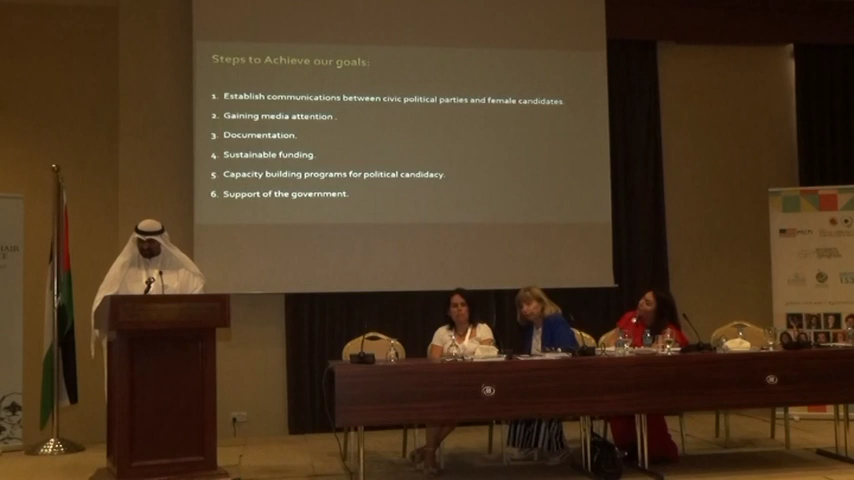 Steps to Achieve our goals:
1. Establish communications between civic political parties and female candidates.
2. Gaining media attention .
3. Documentation.
4. Sustainable funding.
5. Capacity building programs for political candidacy.
6. Support of the government.